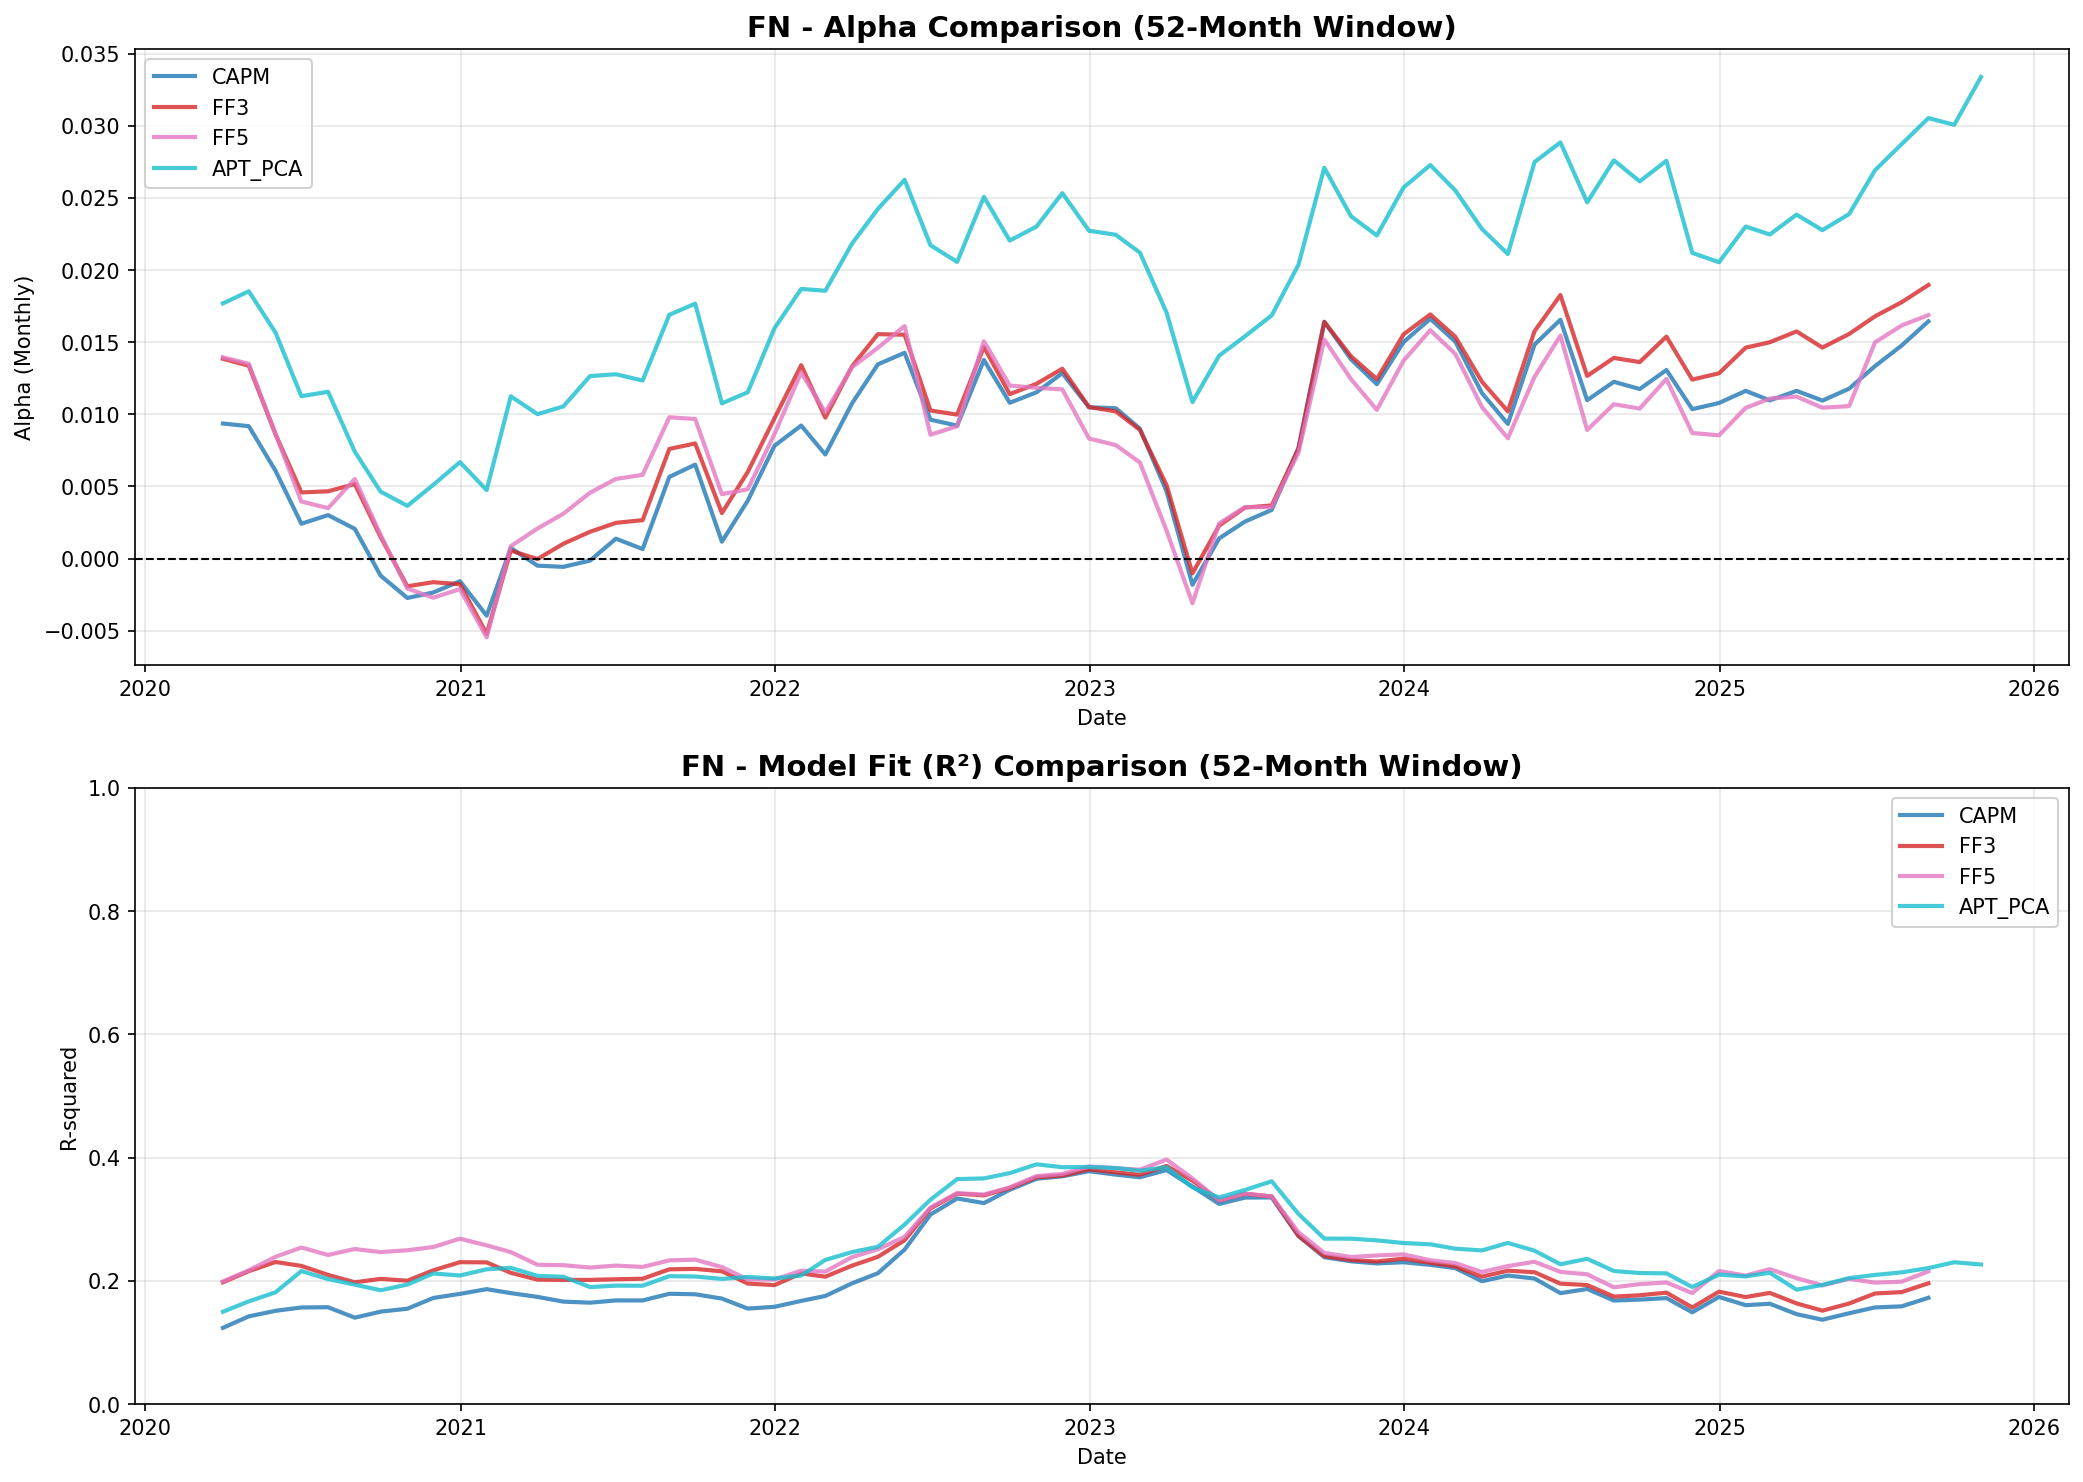 FN - Alpha Comparison (52-Month Window)
0.035
0.030
0.025
0.020
0.015
0.010
0.005
0.000
−0.005
Alpha (Monthly)
CAPM
FF3
FF5
APT_PCA
2020 2021 2022 2023 2024 2025 2026
Date
FN - Model Fit (R²) Comparison (52-Month Window)
1.0
0.8
0.6
0.4
0.2
0.0
R-squared
CAPM
FF3
FF5
APT_PCA
2020 2021 2022 2023 2024 2025 2026
Date